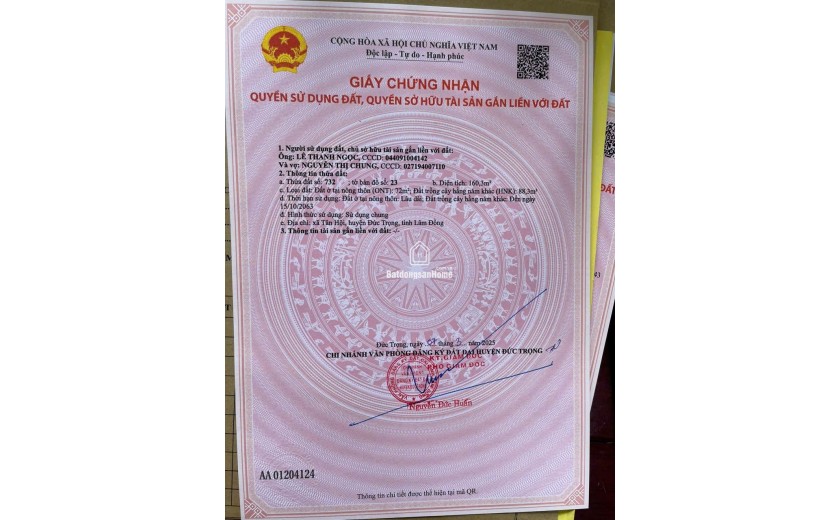 CỘNG HÒA XÃ HỘI CHỦ NGHĨA VIỆT NAM
Độc lập - Tự do - Hạnh phúc
GIẤY CHỨNG NHẬN
QUYỀN SỬ DỤNG ĐẤT, QUYỀN SỞ HỮU TÀI SẢN GẮN LIỀN VỚI ĐẤT
1. Người sử dụng đất, chủ sở hữu tài sản gắn liền với đất:
Ông: LÊ THANH NGỌC, CCCD: 044091004142
Và vợ: NGUYỄN THỊ CHUNG, CCCD: 027194007110
2. Thông tin thửa đất:
a. Thửa đất số: 732 ; tờ bản đồ số: 23 b. Diện tích: 160,3m²
c. Loại đất: Đất ở tại nông thôn (ONT): 72m²; Đất trồng cây hằng năm khác (HNK): 88,3m²
d. Thời hạn sử dụng: Đất ở tại nông thôn: Lâu dài; Đất trồng cây hằng năm khác: Đến ngày
15/10/2063
đ. Hình thức sử dụng: Sử dụng chung
e. Địa chỉ: xã Tân Hội, huyện Đức Trọng, tỉnh Lâm Đồng
3. Thông tin tài sản gắn liền với đất: -/-
BatdongsanHome
Đức Trọng, ngày tháng năm 2025
CHI NHÁNH VĂN PHÒNG ĐĂNG KÝ ĐẤT ĐAI HUYỆN ĐỨC TRỌNG
KT.GIÁM ĐỐC
PHÓ GIÁM ĐỐC
Nguyễn Đức Huấn
AA 01204124
Thông tin chi tiết được thể hiện tại mã QR.